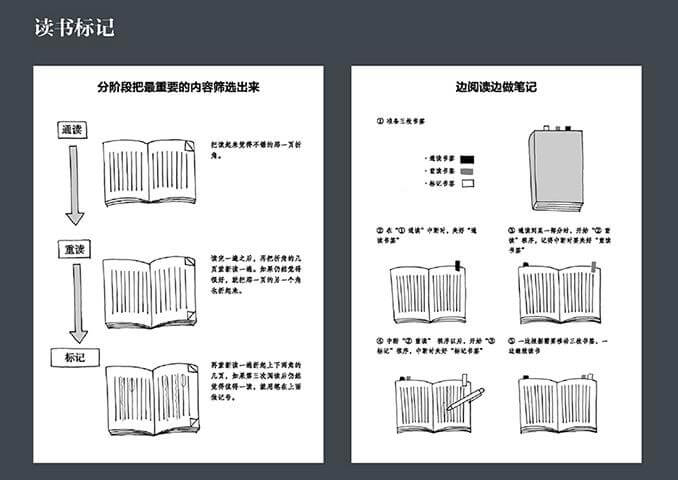 读书标记
分阶段把最重要的内容筛选出来
通读
把读起来觉得不错的那一页折
角。
重读
读完一遍之后，再把折角的几
页重新读一遍。如果仍然觉得
很好，就把那一页的另一个角
也折起来。
标记
再重新读一遍折起上下两角的
几页，如果第三次阅读后仍然
觉得值得一读，就用笔在上面
做记号。
边阅读边做笔记
① 准备三枚书签
·通读书签
·重读书签
·标记书签
② 在“① 通读”中断时，夹好“通
读书签”
③ 通读到某一部分时，开始“② 重
读”程序，记得中断时要夹好“重读
书签”
④ 中断“② 重读” 程序以后，开始“③
标记”程序，中断时夹好“标记书签”
⑤ 一边根据需要移动三枚书签，一
边继续读书